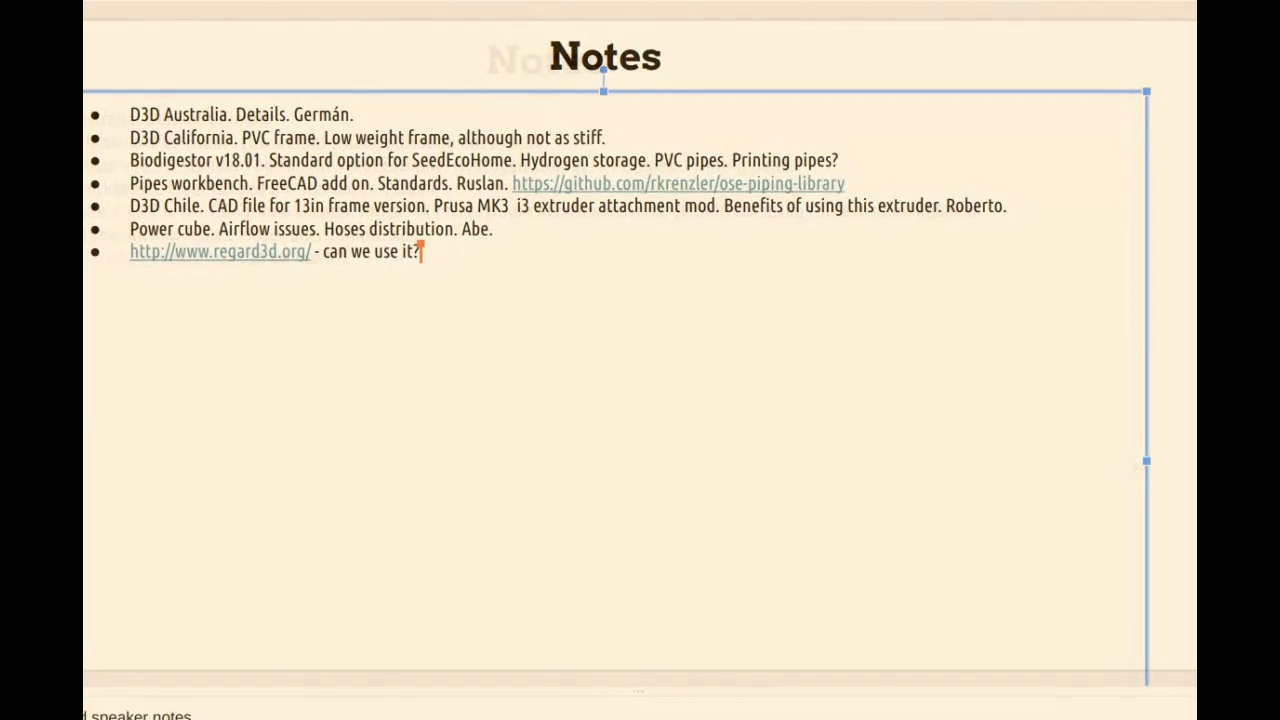 Notes
● D3D Australia. Details. Germán.
● D3D California. PVC frame. Low weight frame, although not as stiff.
● Biodigestor v18.01. Standard option for SeedEcoHome. Hydrogen storage. PVC pipes. Printing pipes?
● Pipes workbench. FreeCAD add on. Standards. Ruslan. https://github.com/rkrenzler/ose-piping-library
● D3D Chile. CAD file for 13in frame version. Prusa MK3 i3 extruder attachment mod. Benefits of using this extruder. Roberto.
● Power cube. Airflow issues. Hoses distribution. Abe.
● http://www.regard3d.org/ - can we use it?
speaker notes